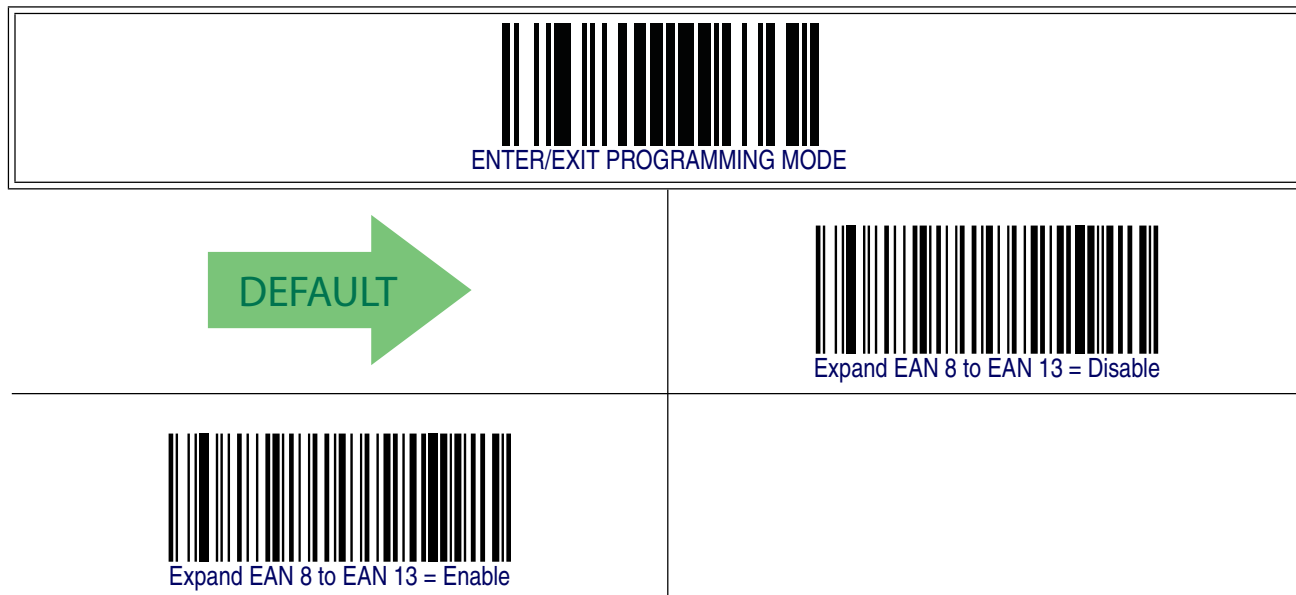 ENTER/EXIT PROGRAMMING MODE
DEFAULT
Expand EAN 8 to EAN 13 = Disable
Expand EAN 8 to EAN 13 = Enable